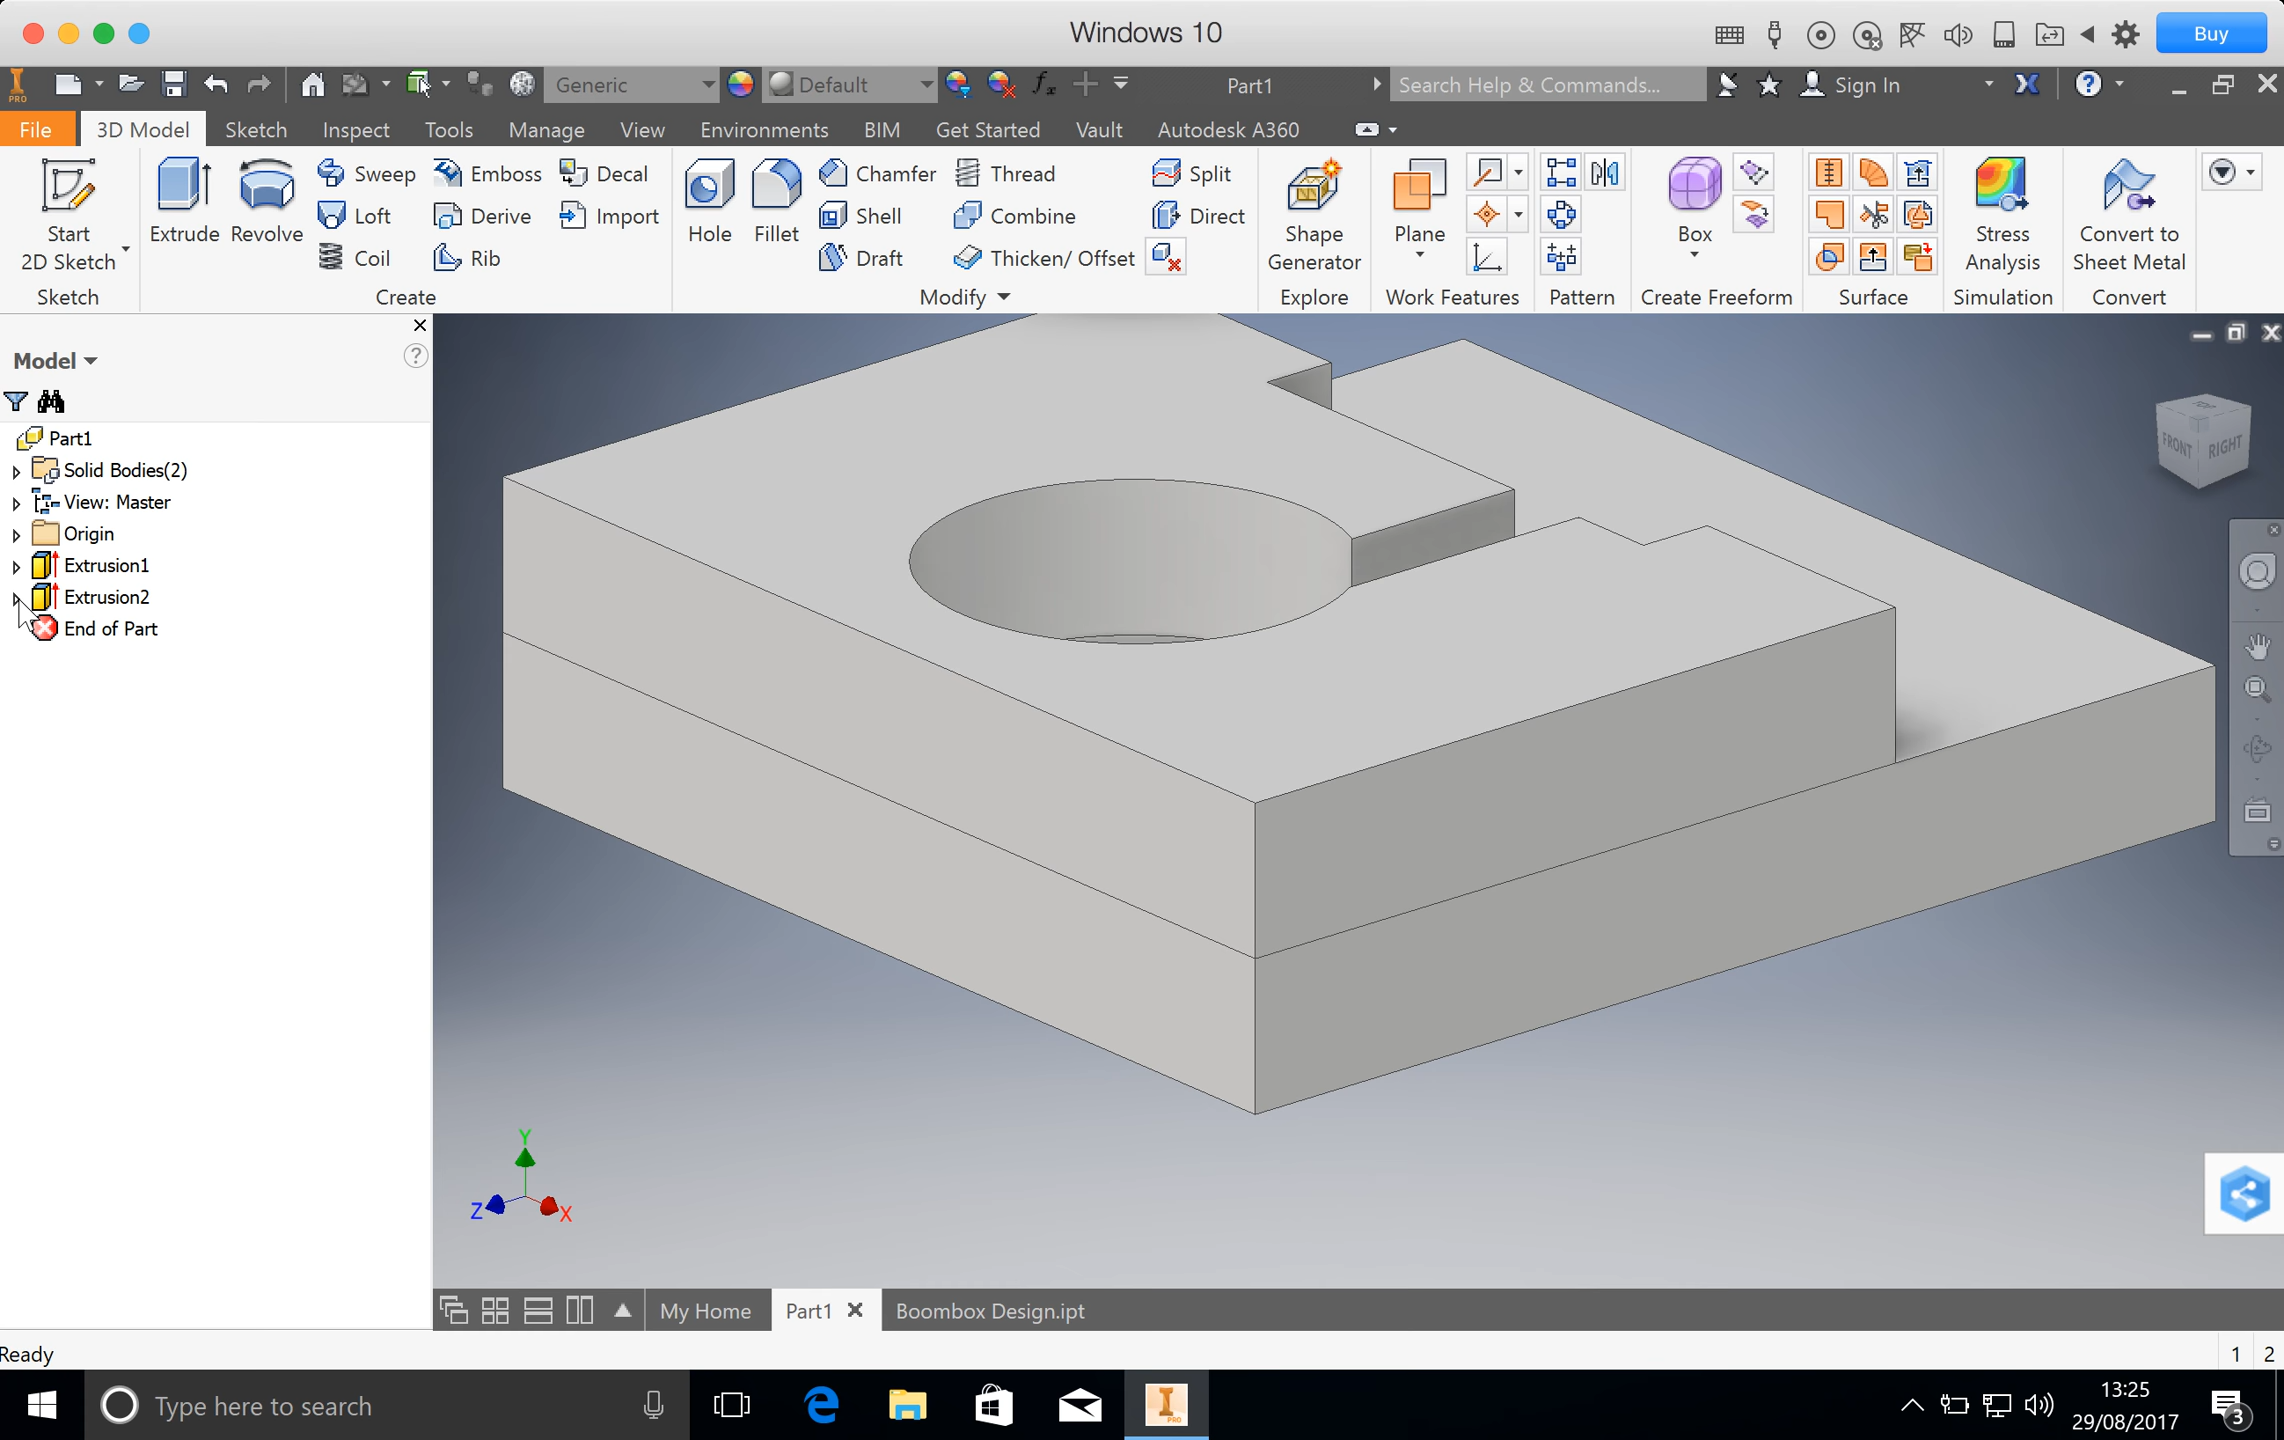 Windows 10
Buy
PRO
Generic
Default
fx
Part1
Search Help & Commands...
Sign In
File
3D Model
Sketch
Inspect
Tools
Manage
View
Environments
BIM
Get Started
Vault
Autodesk A360
Start
2D Sketch
Sketch
Extrude
Revolve
Sweep
Loft
Coil
Emboss
Derive
Rib
Decal
Import
Create
Hole
Fillet
Chamfer
Shell
Draft
Thread
Combine
Thicken/ Offset
Split
Direct
Modify
Shape
Generator
Explore
Plane
Work Features
Pattern
Box
Create Freeform
Surface
Stress
Analysis
Simulation
Convert to
Sheet Metal
Convert
Model
Part1
Solid Bodies(2)
View: Master
Origin
Extrusion1
Extrusion2
End of Part
TOP
FRONT
RIGHT
Y
Z
X
My Home
Part1
Boombox Design.ipt
Ready
1 2
Type here to search
PRO
13:25
29/08/2017
3